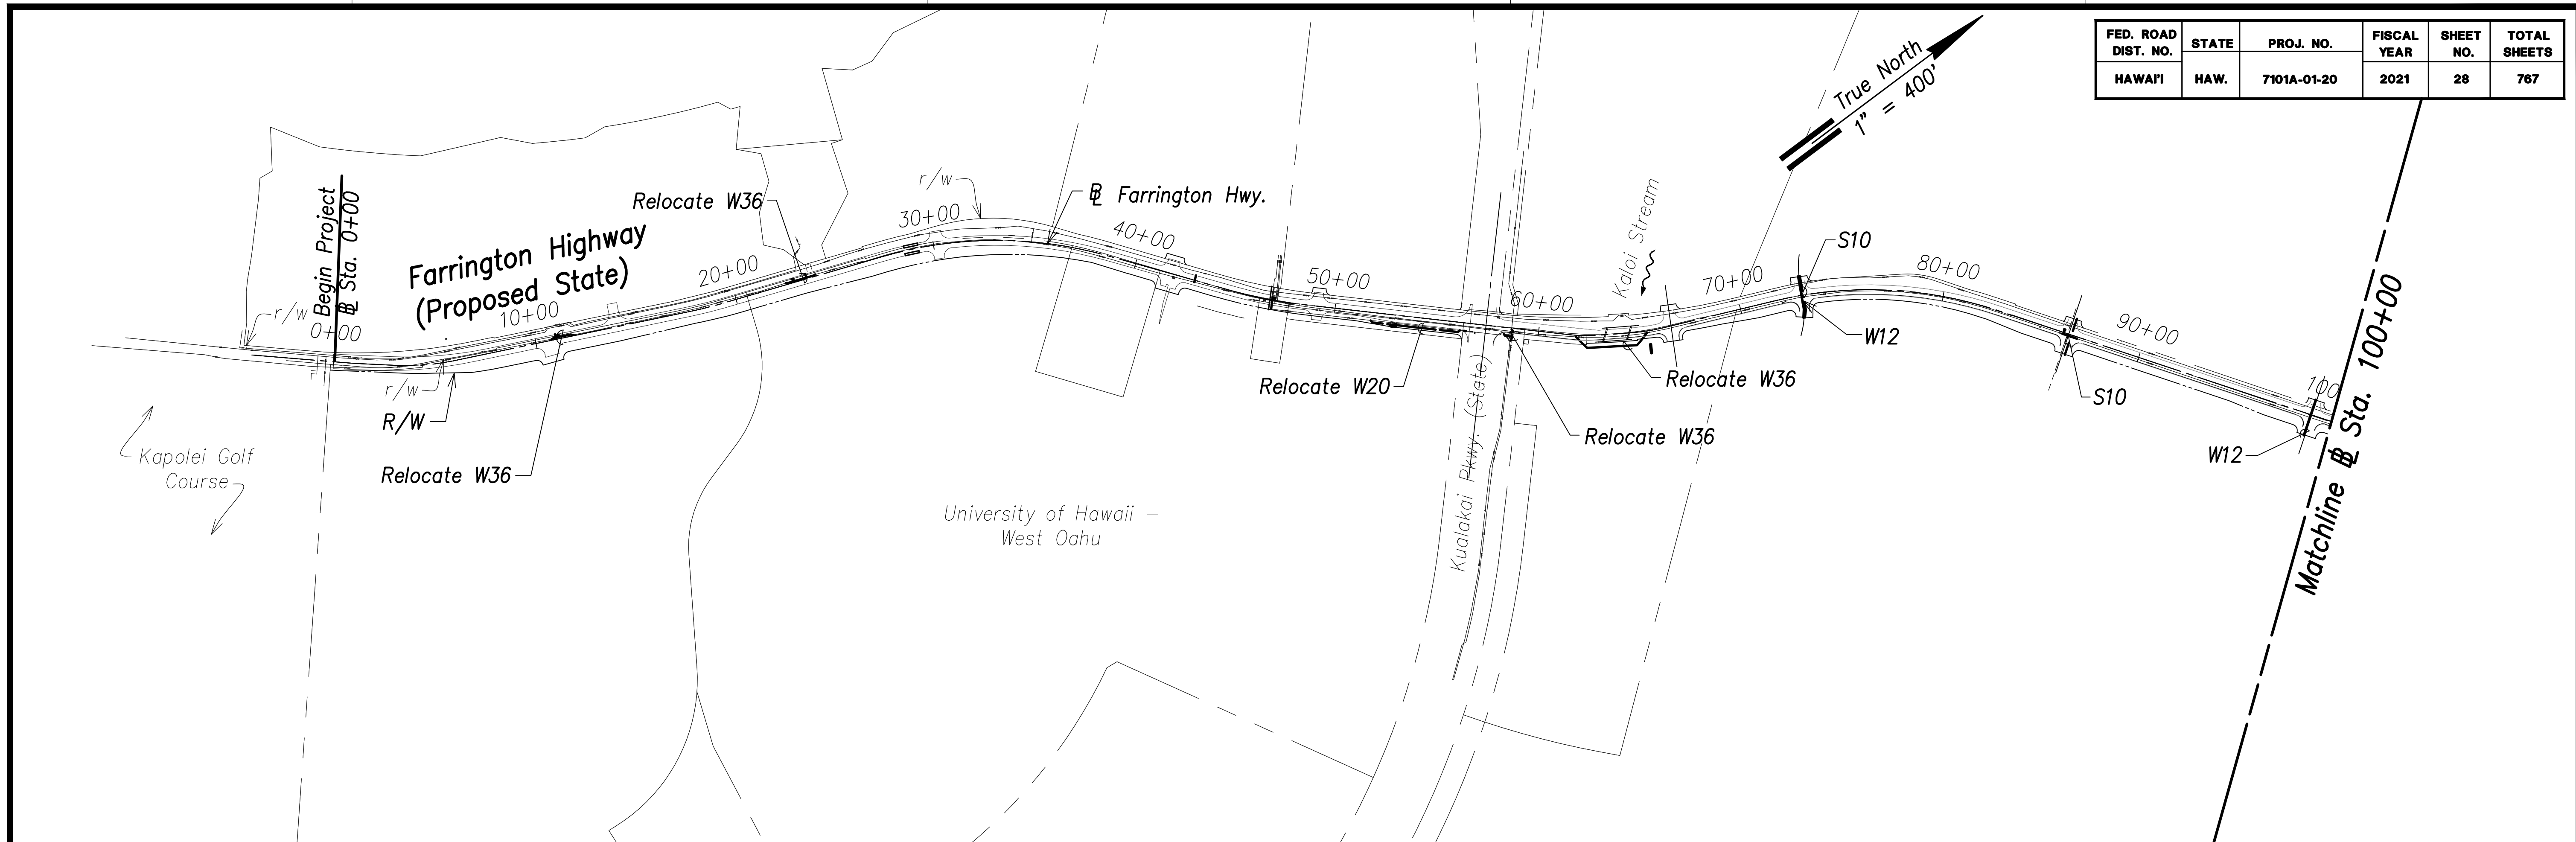 FED. ROAD DIST. NO. STATE PROJ. NO. FISCAL YEAR SHEET NO. TOTAL SHEETS
HAWAI'I HAW. 7101A-01-20 2021 28 767
True North
1" = 400'
Begin Project
℄ Sta. 0+00
Farrington Highway
(Proposed State)
Relocate W36
r/w
30+00
℄ Farrington Hwy.
40+00
20+00
10+00
0+00
r/w
r/w
R/W
Relocate W36
Kapolei Golf
Course
University of Hawaii –
West Oahu
50+00
60+00
Relocate W20
Kualakai Pkwy. (State)
Kaloi Stream
Relocate W36
Relocate W36
70+00
S10
W12
80+00
90+00
S10
100
W12
Matchline ℄ Sta. 100+00